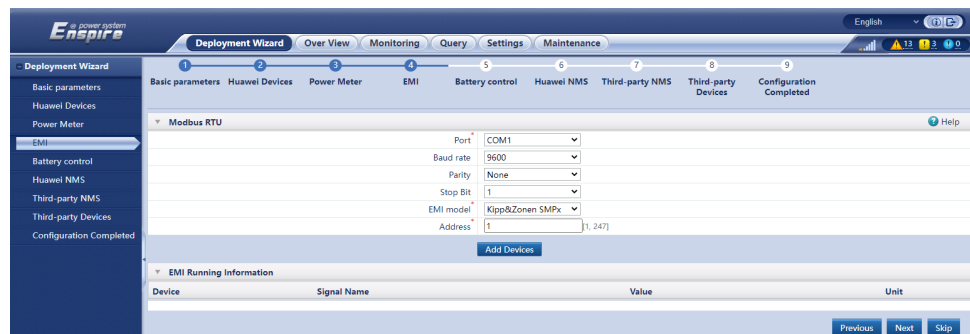 Enspire
e power system
English
Deployment Wizard
Over View
Monitoring
Query
Settings
Maintenance
13
3
0
Deployment Wizard
Basic parameters
Huawei Devices
Power Meter
EMI
Battery control
Huawei NMS
Third-party NMS
Third-party Devices
Configuration Completed
1
2
3
4
5
6
7
8
9
Basic parameters
Huawei Devices
Power Meter
EMI
Battery control
Huawei NMS
Third-party NMS
Third-party
Devices
Configuration
Completed
Modbus RTU
Help
Port * COM1
Baud rate 9600
Parity None
Stop Bit 1
EMI model * Kipp&Zonen SMPx
Address * 1 [1, 247]
Add Devices
EMI Running Information
Device Signal Name Value Unit
Previous Next Skip